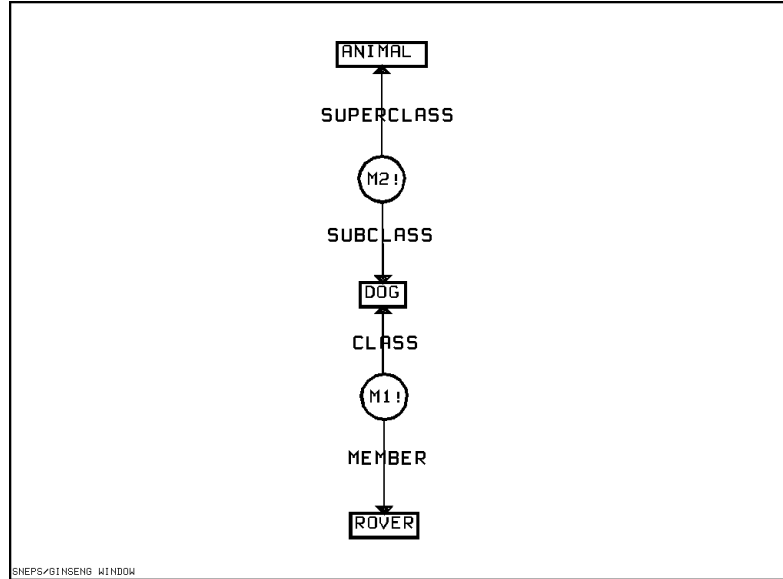 ANIMAL
SUPERCLASS
M2!
SUBCLASS
DOG
CLASS
M1!
MEMBER
ROVER
SNEPS/GINSENG WINDOW